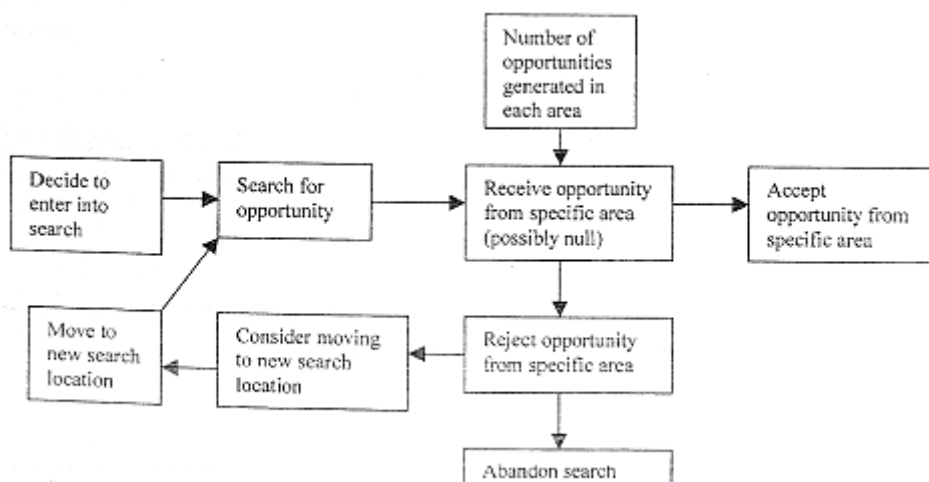 Number of
opportunities
generated in
each area
Decide to
enter into
search
Search for
opportunity
Receive opportunity
from specific area
(possibly null)
Accept
opportunity from
specific area
Move to
new search
location
Consider moving
to new search
location
Reject opportunity
from specific area
Abandon search